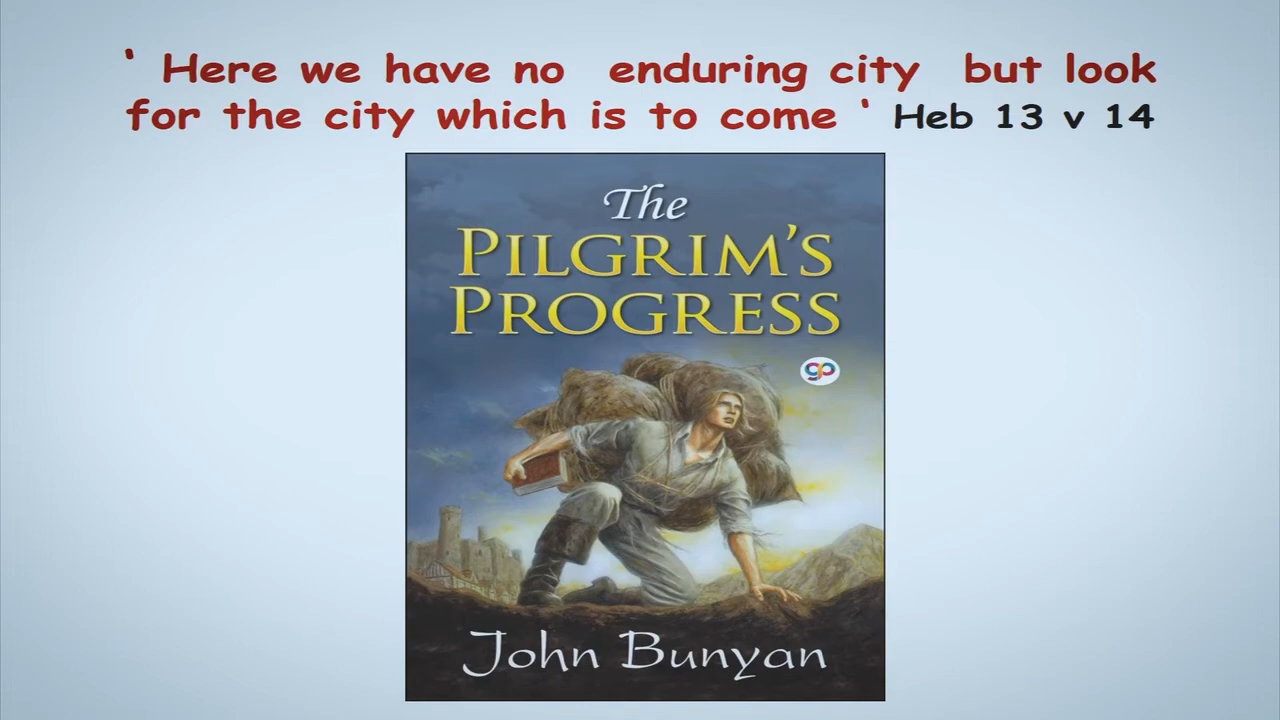 ‘ Here we have no enduring city but look
for the city which is to come ‘ Heb 13 v 14
The
PILGRIM’S
PROGRESS
gp
John Bunyan